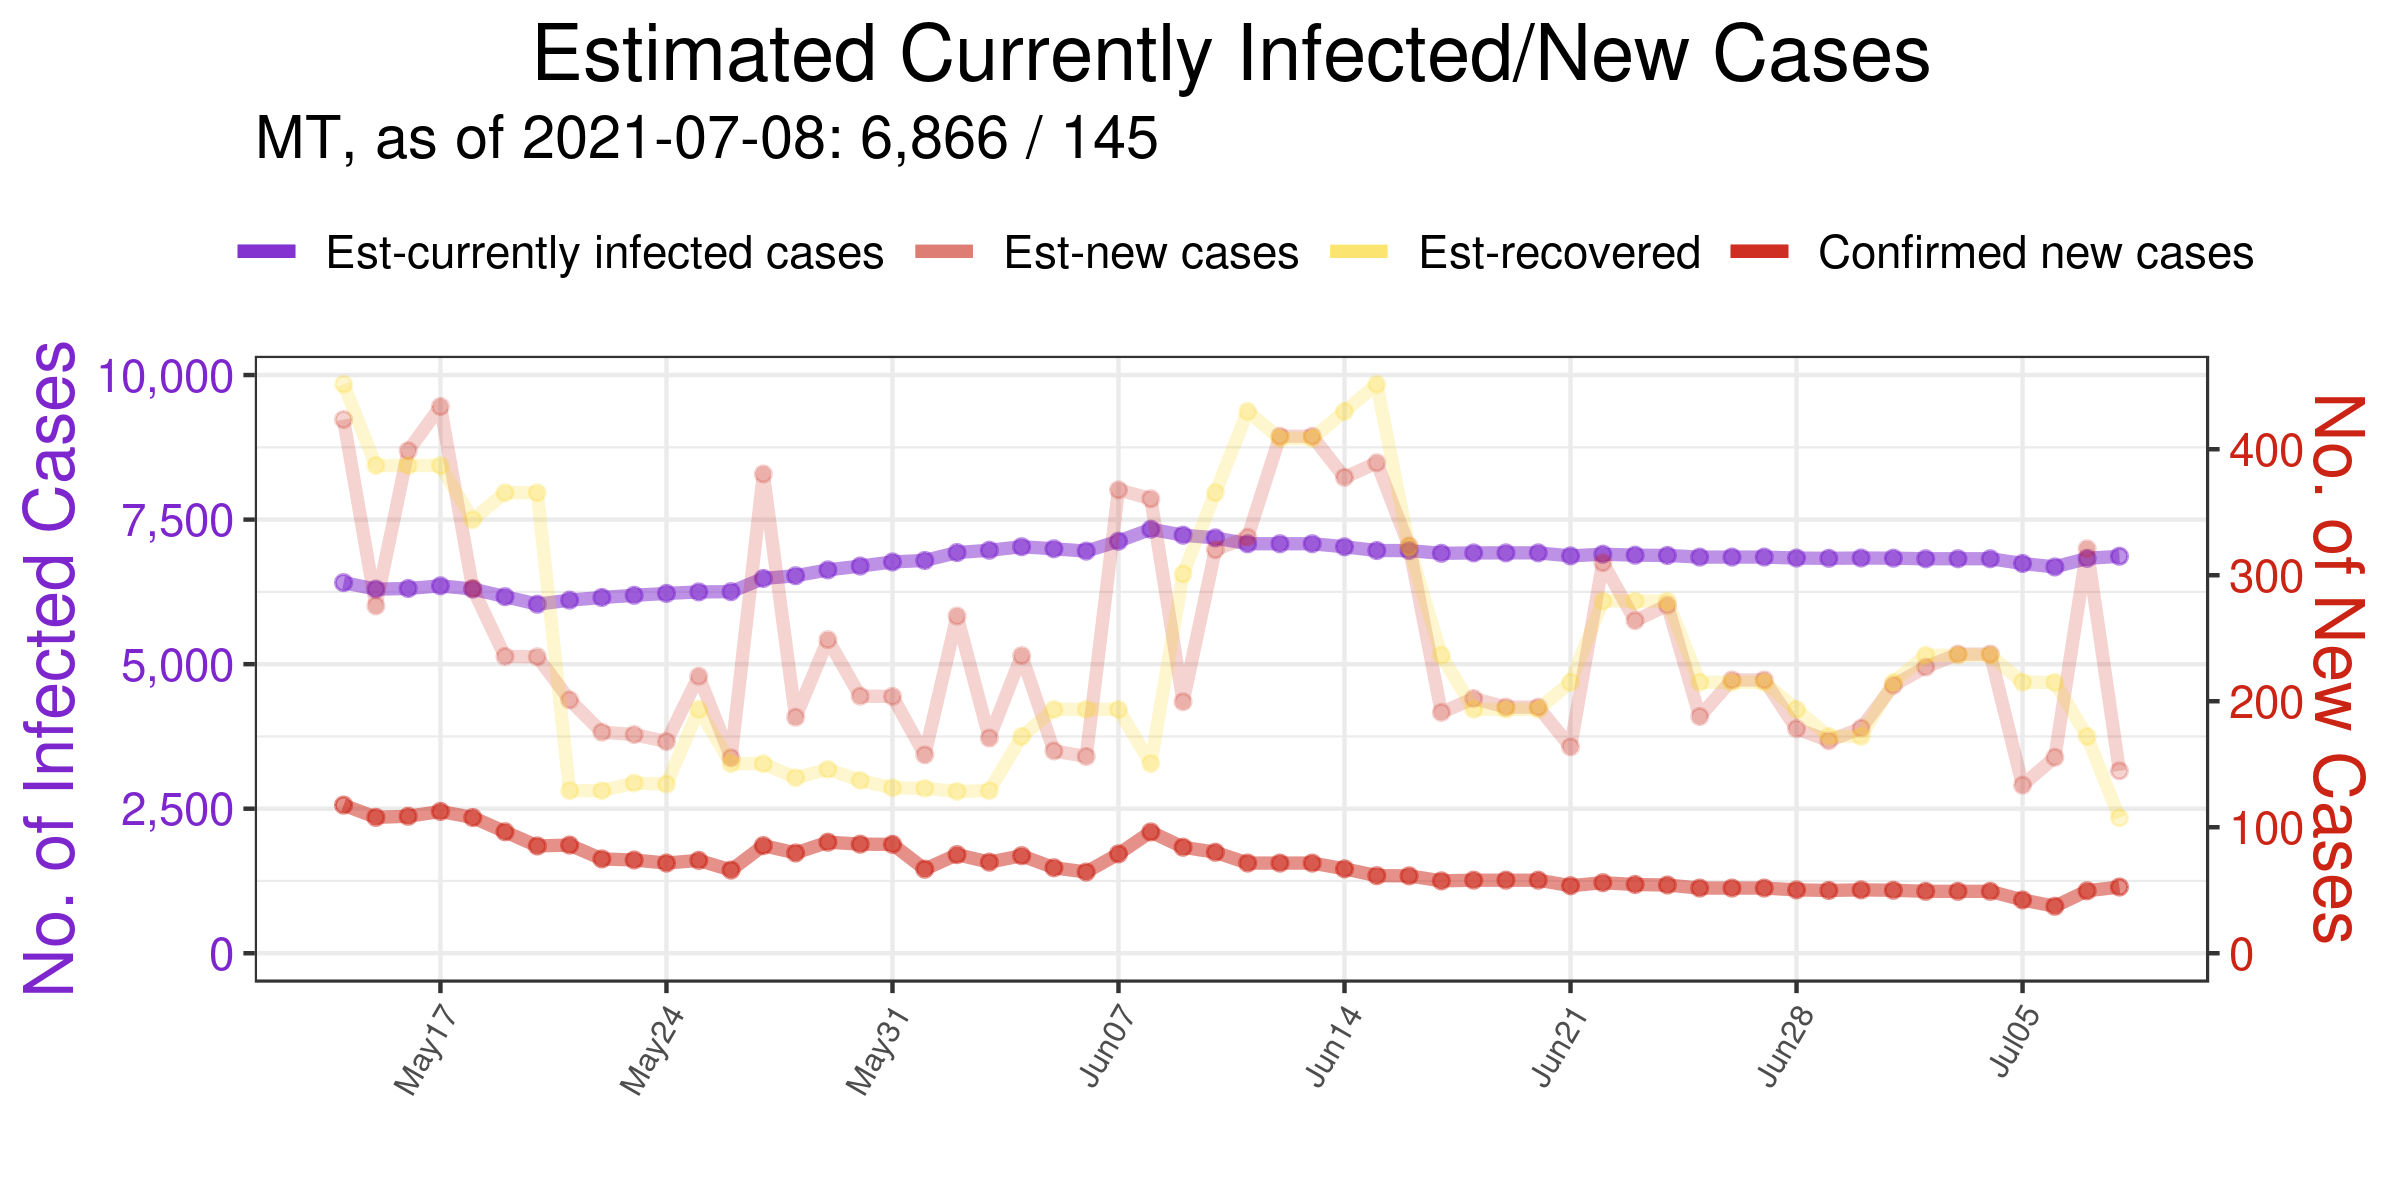 Estimated Currently Infected/New Cases
MT, as of 2021-07-08: 6,866 / 145
Est-currently infected cases Est-new cases Est-recovered Confirmed new cases
No. of Infected Cases
10,000
7,500
5,000
2,500
0
400
300
200
100
0
No. of New Cases
May17 May24 May31 Jun07 Jun14 Jun21 Jun28 Jul05